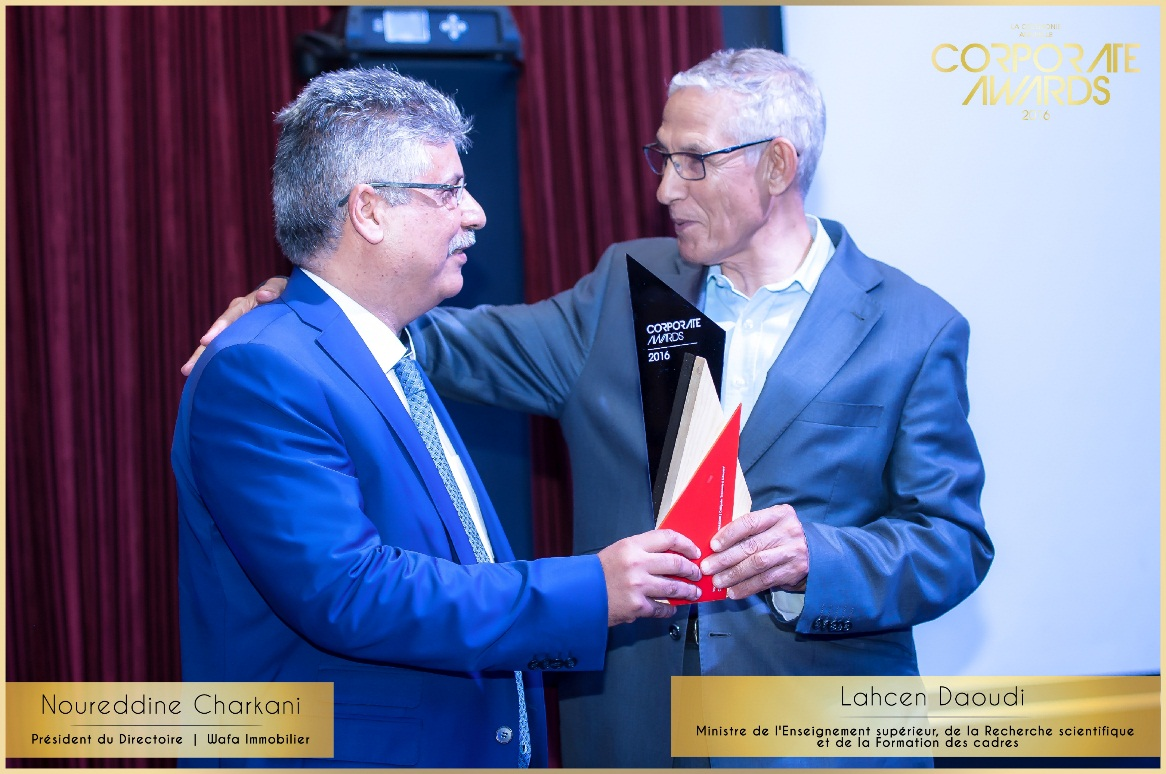 CORPORATE
AWARDS
2016
CORPORATE
AWARDS
2016
Noureddine Charkani
Président du Directoire | Wafa Immobilier
Lahcen Daoudi
Ministre de l'Enseignement supérieur, de la Recherche scientifique
et de la Formation des cadres